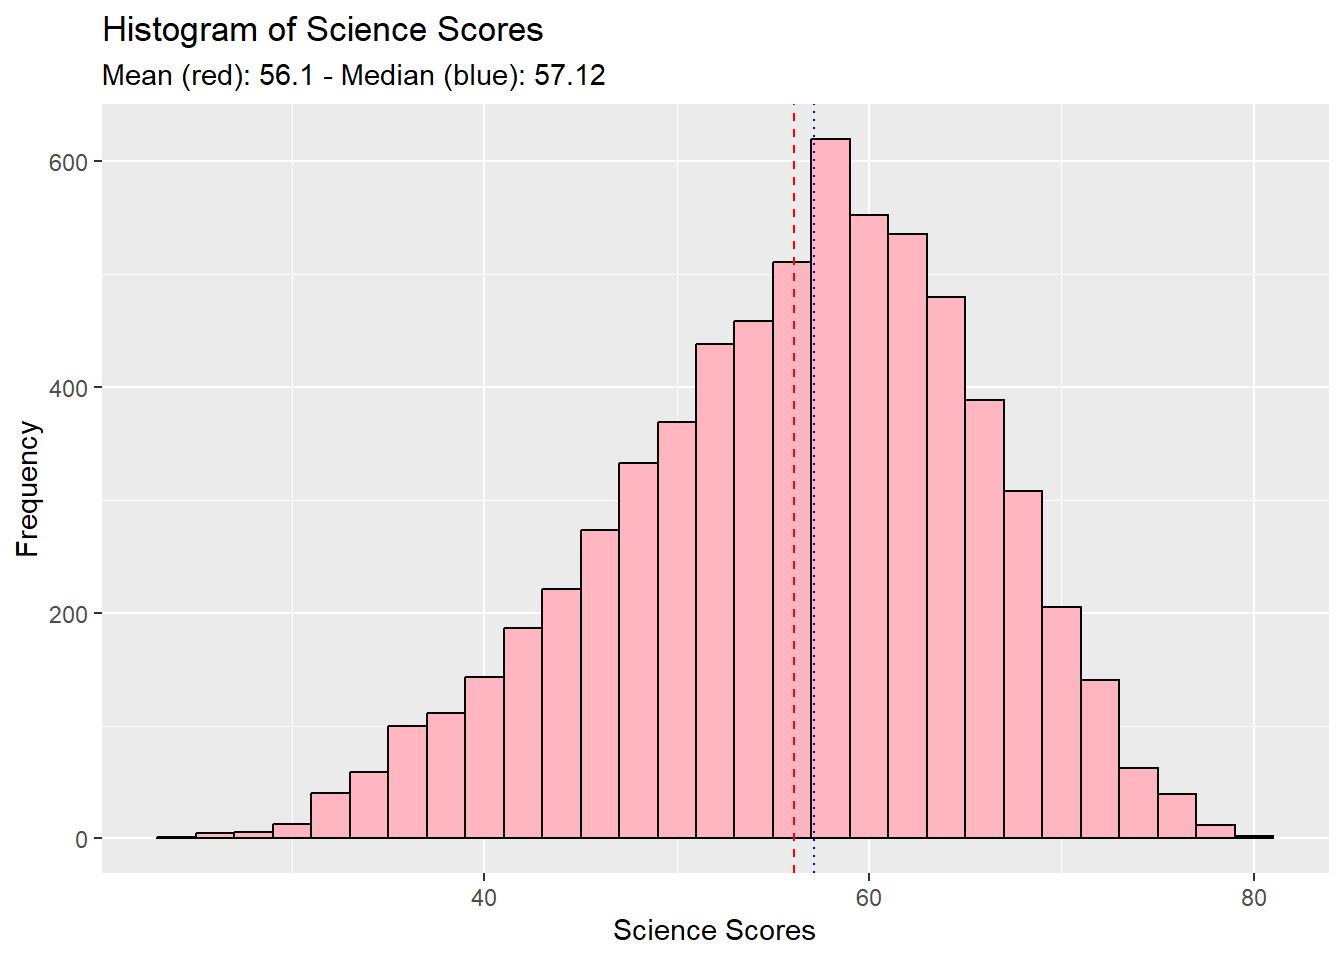 Histogram of Science Scores
Mean (red): 56.1 - Median (blue): 57.12
600
400
200
0
Frequency
40
60
80
Science Scores